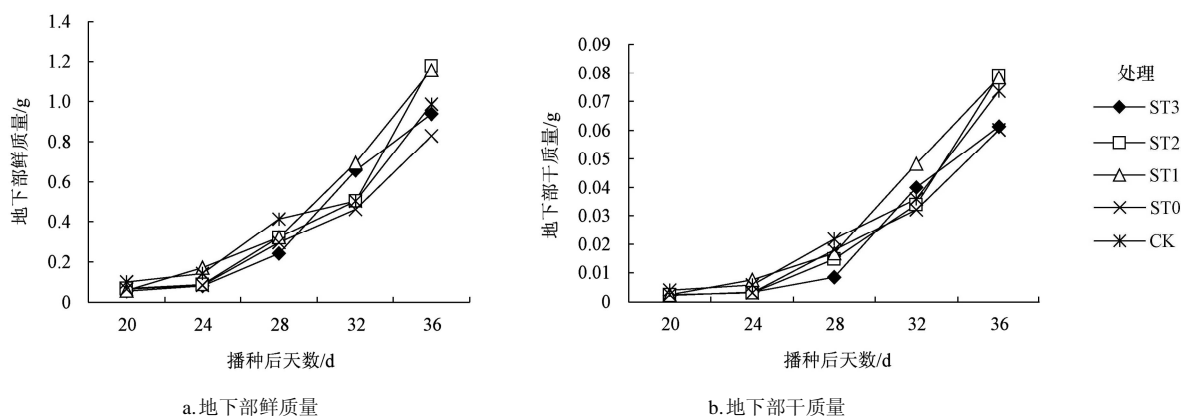 1.4
1.2
1.0
0.8
0.6
0.4
0.2
0
地下部鲜质量/g
20 24 28 32 36
播种后天数/d
a.地下部鲜质量
0.09
0.08
0.07
0.06
0.05
0.04
0.03
0.02
0.01
0
地下部干质量/g
20 24 28 32 36
播种后天数/d
b.地下部干质量
处理
ST3
ST2
ST1
ST0
CK